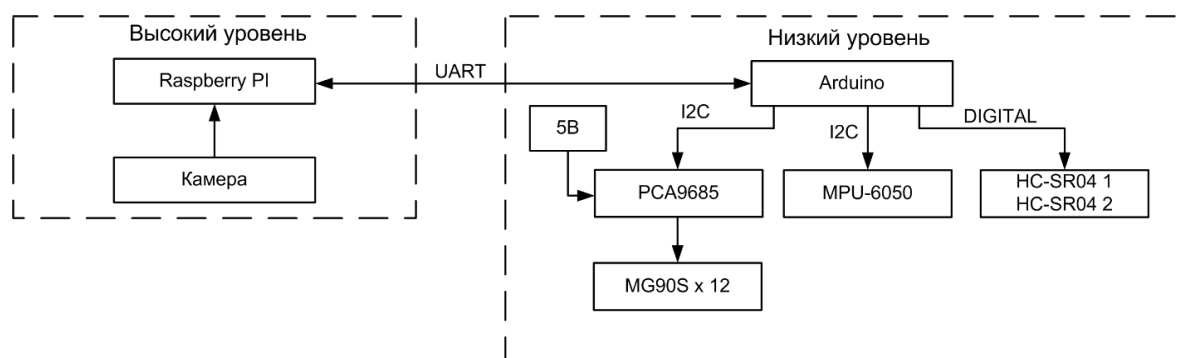 Высокий уровень
Низкий уровень
Raspberry PI
UART
Arduino
I2C
I2C
DIGITAL
5В
Камера
PCA9685
MPU-6050
HC-SR04 1
HC-SR04 2
MG90S x 12